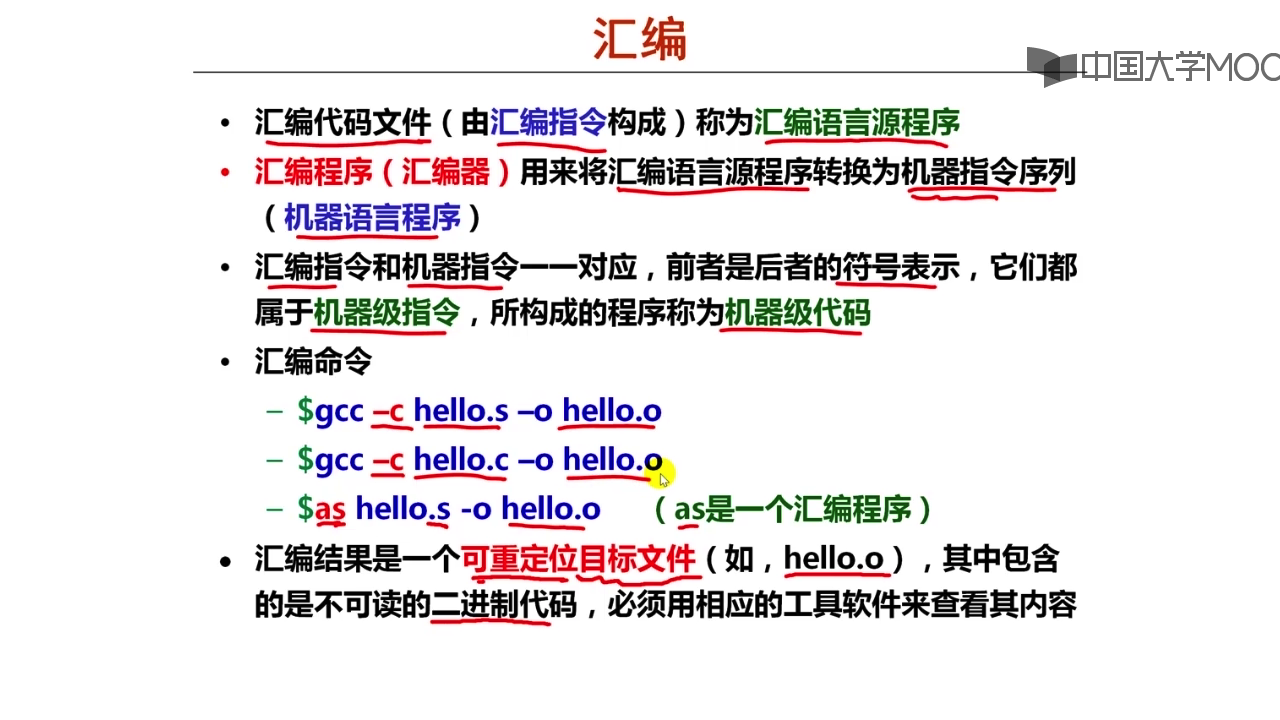 汇编
中国大学MOO
• 汇编代码文件（由汇编指令构成）称为汇编语言源程序
• 汇编程序（汇编器）用来将汇编语言源程序转换为机器指令序列
（机器语言程序）
• 汇编指令和机器指令一一对应，前者是后者的符号表示，它们都
属于机器级指令，所构成的程序称为机器级代码
• 汇编命令
– $gcc –c hello.s –o hello.o
– $gcc –c hello.c –o hello.o
– $as hello.s -o hello.o （as是一个汇编程序）
• 汇编结果是一个可重定位目标文件（如，hello.o），其中包含
的是不可读的二进制代码，必须用相应的工具软件来查看其内容